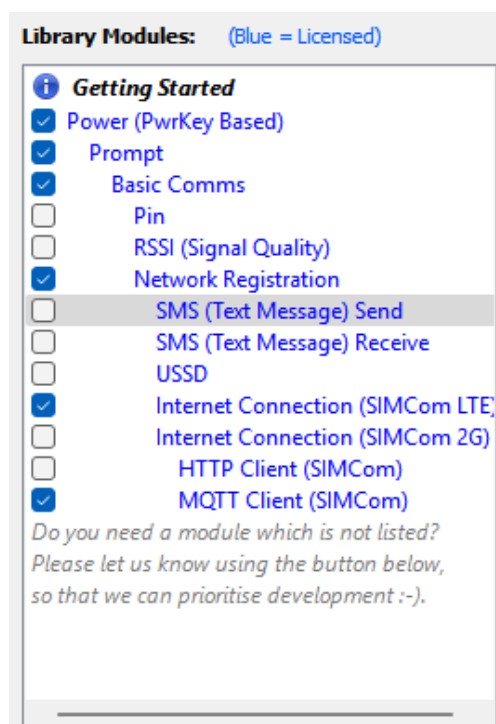 Library Modules: (Blue = Licensed)
Getting Started
Power (PwrKey Based)
Prompt
Basic Comms
Pin
RSSI (Signal Quality)
Network Registration
SMS (Text Message) Send
SMS (Text Message) Receive
USSD
Internet Connection (SIMCom LTE)
Internet Connection (SIMCom 2G)
HTTP Client (SIMCom)
MQTT Client (SIMCom)
Do you need a module which is not listed?
Please let us know using the button below,
so that we can prioritise development :-).